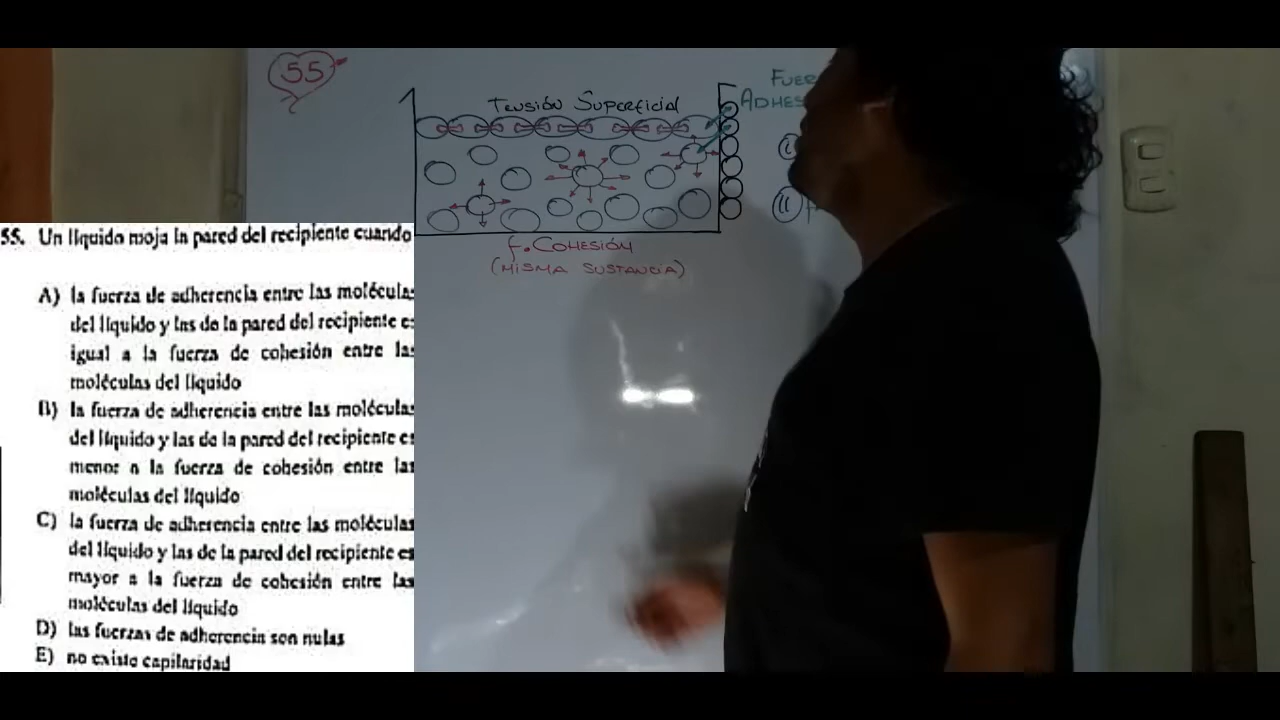 55
TENSIÓN SUPERFICIAL
FUER
ADHES
I
II
F. COHESIÓN
(MISMA SUSTANCIA)
55. Un líquido moja la pared del recipiente cuando
A) la fuerza de adherencia entre las moléculas
del líquido y las de la pared del recipiente es
igual a la fuerza de cohesión entre las
moléculas del líquido
B) la fuerza de adherencia entre las moléculas
del líquido y las de la pared del recipiente es
menor a la fuerza de cohesión entre las
moléculas del líquido
C) la fuerza de adherencia entre las moléculas
del líquido y las de la pared del recipiente es
mayor a la fuerza de cohesión entre las
moléculas del líquido
D) las fuerzas de adherencia son nulas
E) no existe capilaridad